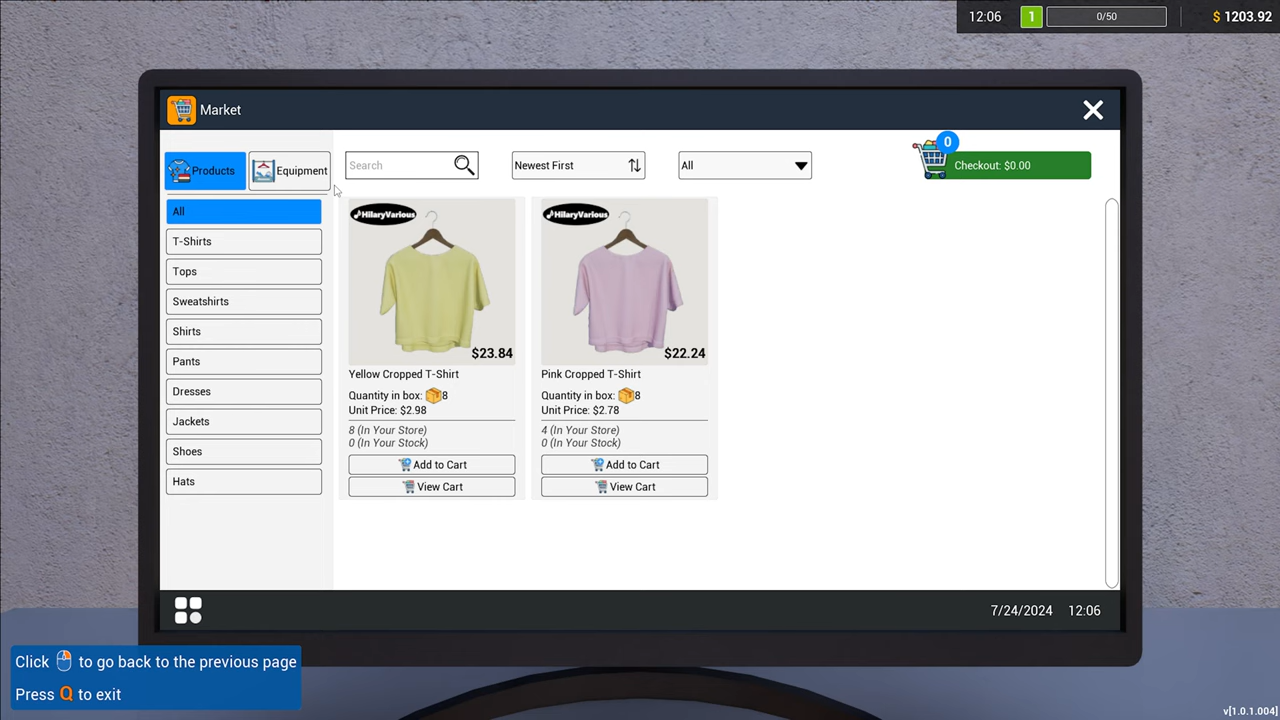 12:06 1 0/50 $ 1203.92
Market
Products Equipment Search Newest First All 0 Checkout: $0.00
All
T-Shirts
Tops
Sweatshirts
Shirts
Pants
Dresses
Jackets
Shoes
Hats
HilaryVarious
$23.84
Yellow Cropped T-Shirt
Quantity in box: 8
Unit Price: $2.98
8 (In Your Store)
0 (In Your Stock)
Add to Cart
View Cart
HilaryVarious
$22.24
Pink Cropped T-Shirt
Quantity in box: 8
Unit Price: $2.78
4 (In Your Store)
0 (In Your Stock)
Add to Cart
View Cart
7/24/2024 12:06
Click to go back to the previous page
Press Q to exit
v[1.0.1.004]